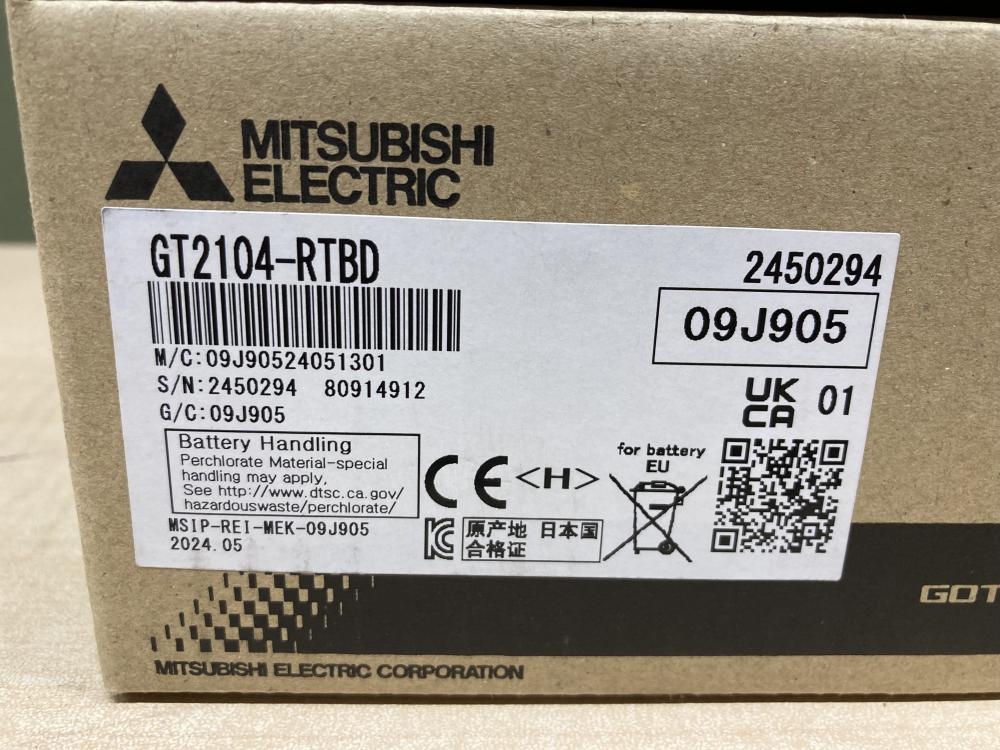 MITSUBISHI
ELECTRIC
GT2104-RTBD
2450294
09J905
M/C:09J90524051301
S/N:2450294 80914912
G/C:09J905
UK
CA 01
Battery Handling
Perchlorate Material-special
handling may apply,
See http://www.dtsc.ca.gov/
hazardouswaste/perchlorate/
CE <H>
for battery
EU
MSIP-REI-MEK-09J905
2024.05
原产地 日本国
合格证
GOT
MITSUBISHI ELECTRIC CORPORATION